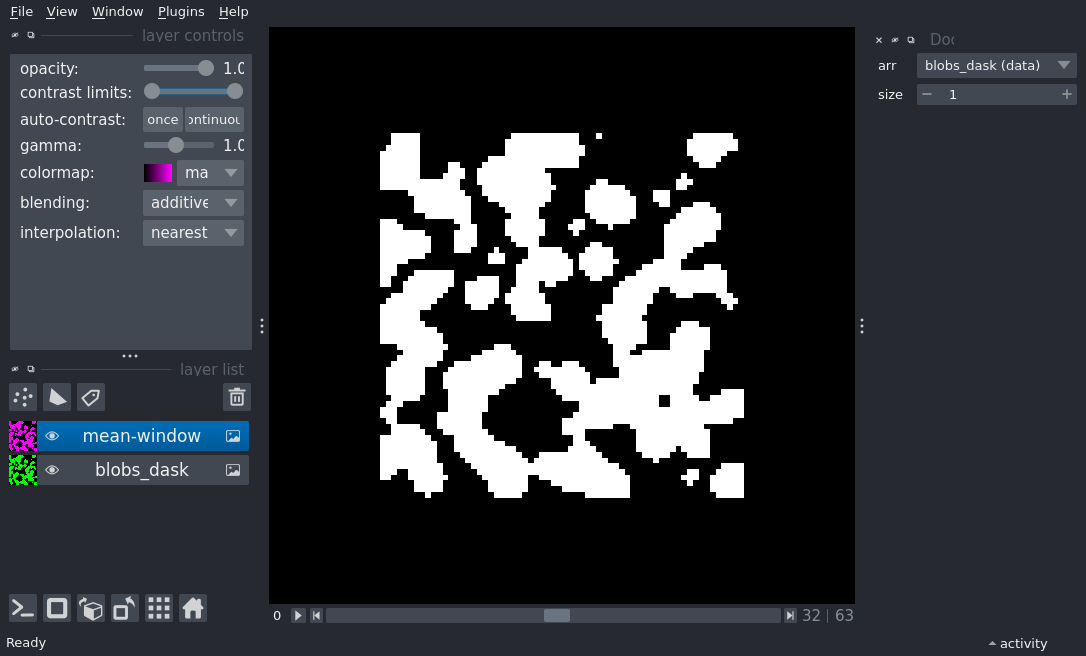 File View Window Plugins Help
layer controls
opacity: 1.0
contrast limits:
auto-contrast: once ontinuou
gamma: 1.0
colormap: ma
blending: additive
interpolation: nearest
layer list
mean-window
blobs_dask
0 32 | 63
Ready
activity
Doc
arr blobs_dask (data)
size 1